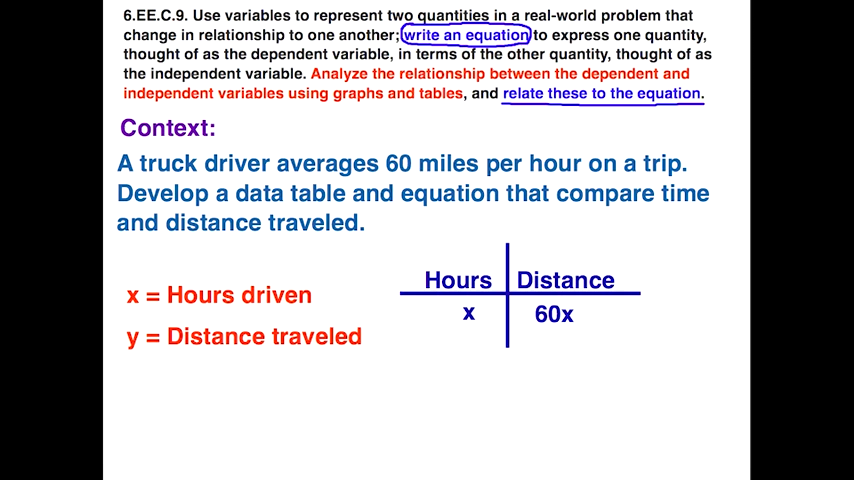 6.EE.C.9. Use variables to represent two quantities in a real-world problem that
change in relationship to one another; write an equation to express one quantity,
thought of as the dependent variable, in terms of the other quantity, thought of as
the independent variable. Analyze the relationship between the dependent and
independent variables using graphs and tables, and relate these to the equation.
Context:
A truck driver averages 60 miles per hour on a trip.
Develop a data table and equation that compare time
and distance traveled.
x = Hours driven
y = Distance traveled
Hours Distance
x 60x